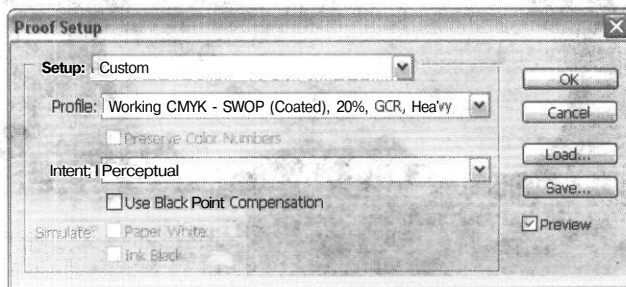 Proof Setup
Setup: Custom
OK
Profile: Working CMYK - SWOP (Coated), 20%, GCR, Heavy
Cancel
Preserve Color Numbers
Load...
Intent; Perceptual
Save...
Use Black Point Compensation
Preview
Simulate: Paper White
Ink Black